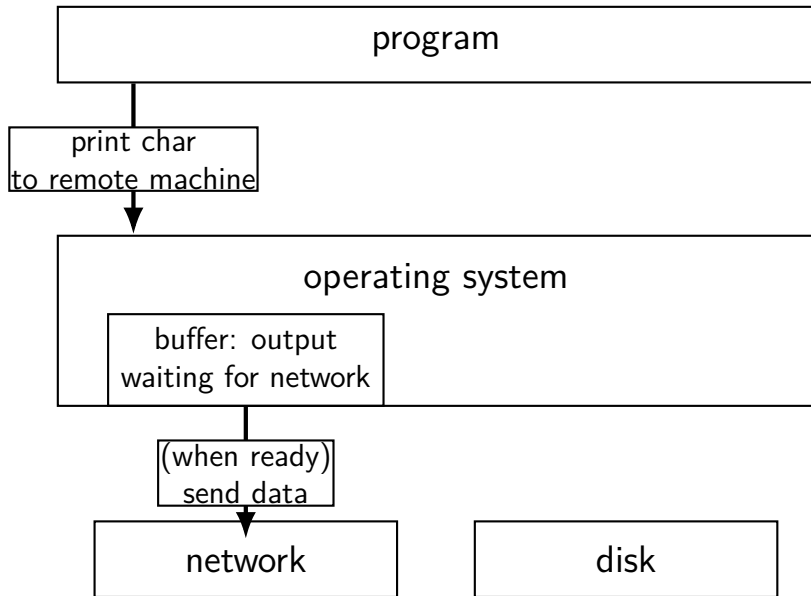 program
print char
to remote machine
operating system
buffer: output
waiting for network
(when ready)
send data
network
disk